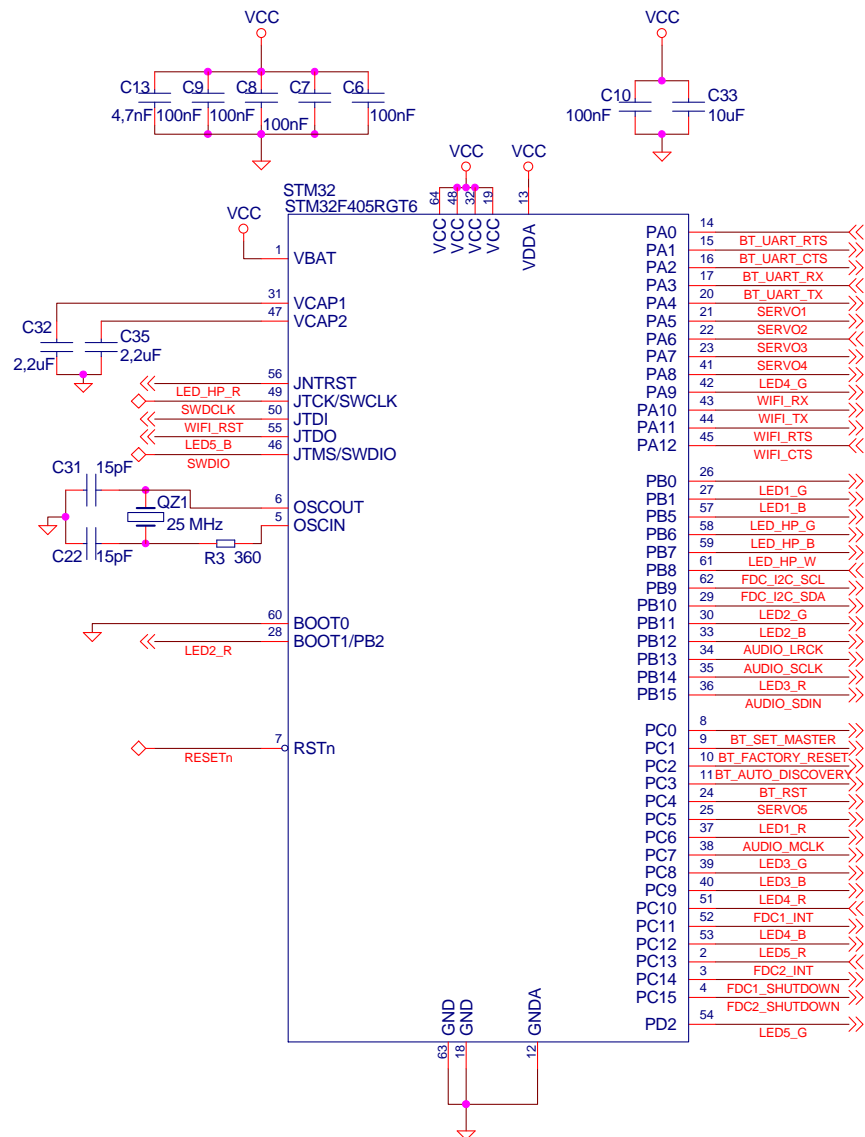 VCC VCC
C13 C9 C8 C7 C6
4,7nF 100nF 100nF 100nF 100nF
C10 C33
100nF 10uF
VCC VCC
STM32
STM32F405RGT6
64 48 32 19 13
VCC VCC VCC VCC VDDA
VCC
1 VBAT
31 VCAP1
47 VCAP2
C32 C35
2,2uF 2,2uF
56 JNTRST
LED_HP_R
49 JTCK/SWCLK
SWDCLK
50 JTDI
WIFI_RST
55 JTDO
LED5_B
46 JTMS/SWDIO
SWDIO
C31 15pF
6 OSCOUT
QZ1
25 MHz
5 OSCIN
C22 15pF
R3 360
60 BOOT0
28 BOOT1/PB2
LED2_R
7 RSTn
RESETn
PA0 14
BT_UART_RTS
PA1 15
BT_UART_CTS
PA2 16
BT_UART_RX
PA3 17
BT_UART_TX
PA4 20
SERVO1
PA5 21
SERVO2
PA6 22
SERVO3
PA7 23
SERVO4
PA8 41
LED4_G
PA9 42
WIFI_RX
PA10 43
WIFI_TX
PA11 44
WIFI_RTS
PA12 45
WIFI_CTS
PB0 26
LED1_G
PB1 27
LED1_B
PB5 57
LED_HP_G
PB6 58
LED_HP_B
PB7 59
LED_HP_W
PB8 61
FDC_I2C_SCL
PB9 62
FDC_I2C_SDA
PB10 29
LED2_G
PB11 30
LED2_B
PB12 33
AUDIO_LRCK
PB13 34
AUDIO_SCLK
PB14 35
LED3_R
PB15 36
AUDIO_SDIN
PC0 8
BT_SET_MASTER
PC1 9
BT_FACTORY_RESET
PC2 10
BT_AUTO_DISCOVERY
PC3 11
BT_RST
PC4 24
SERVO5
PC5 25
LED1_R
PC6 37
AUDIO_MCLK
PC7 38
LED3_G
PC8 39
LED3_B
PC9 40
LED4_R
PC10 51
FDC1_INT
PC11 52
LED4_B
PC12 53
LED5_R
PC13 2
FDC2_INT
PC14 3
FDC1_SHUTDOWN
PC15 4
FDC2_SHUTDOWN
PD2 54
LED5_G
GND GND GNDA
63 18 12